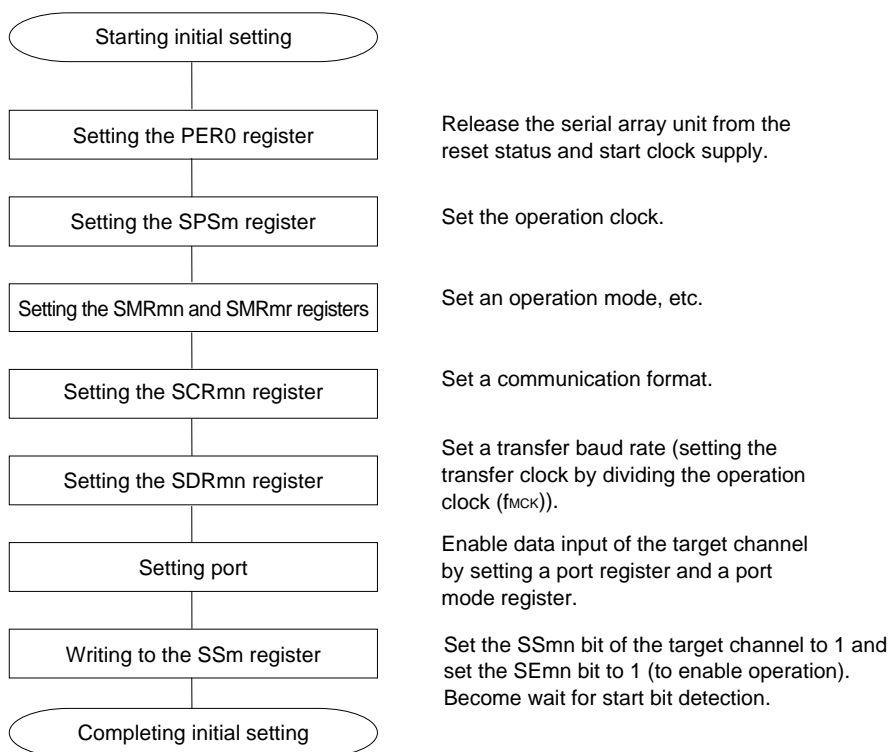 Starting initial setting
Setting the PER0 register
Release the serial array unit from the
reset status and start clock supply.
Setting the SPSm register
Set the operation clock.
Setting the SMRmn and SMRmr registers
Set an operation mode, etc.
Setting the SCRmn register
Set a communication format.
Setting the SDRmn register
Set a transfer baud rate (setting the
transfer clock by dividing the operation
clock (fMCK)).
Setting port
Enable data input of the target channel
by setting a port register and a port
mode register.
Writing to the SSm register
Set the SSmn bit of the target channel to 1 and
set the SEmn bit to 1 (to enable operation).
Become wait for start bit detection.
Completing initial setting